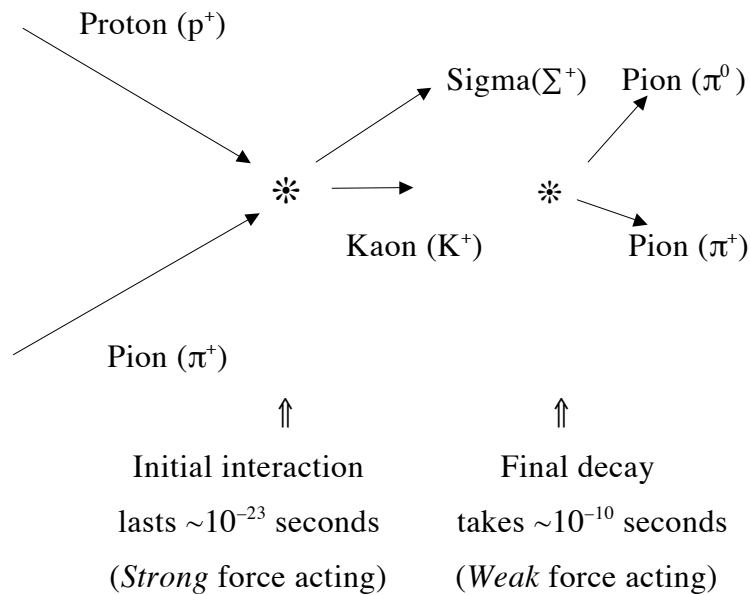 Proton (p⁺)
Sigma(Σ⁺) Pion (π⁰)
Kaon (K⁺) Pion (π⁺)
Pion (π⁺)
⇑ ⇑
Initial interaction
lasts ~10⁻²³ seconds
(Strong force acting)
Final decay
takes ~10⁻¹⁰ seconds
(Weak force acting)